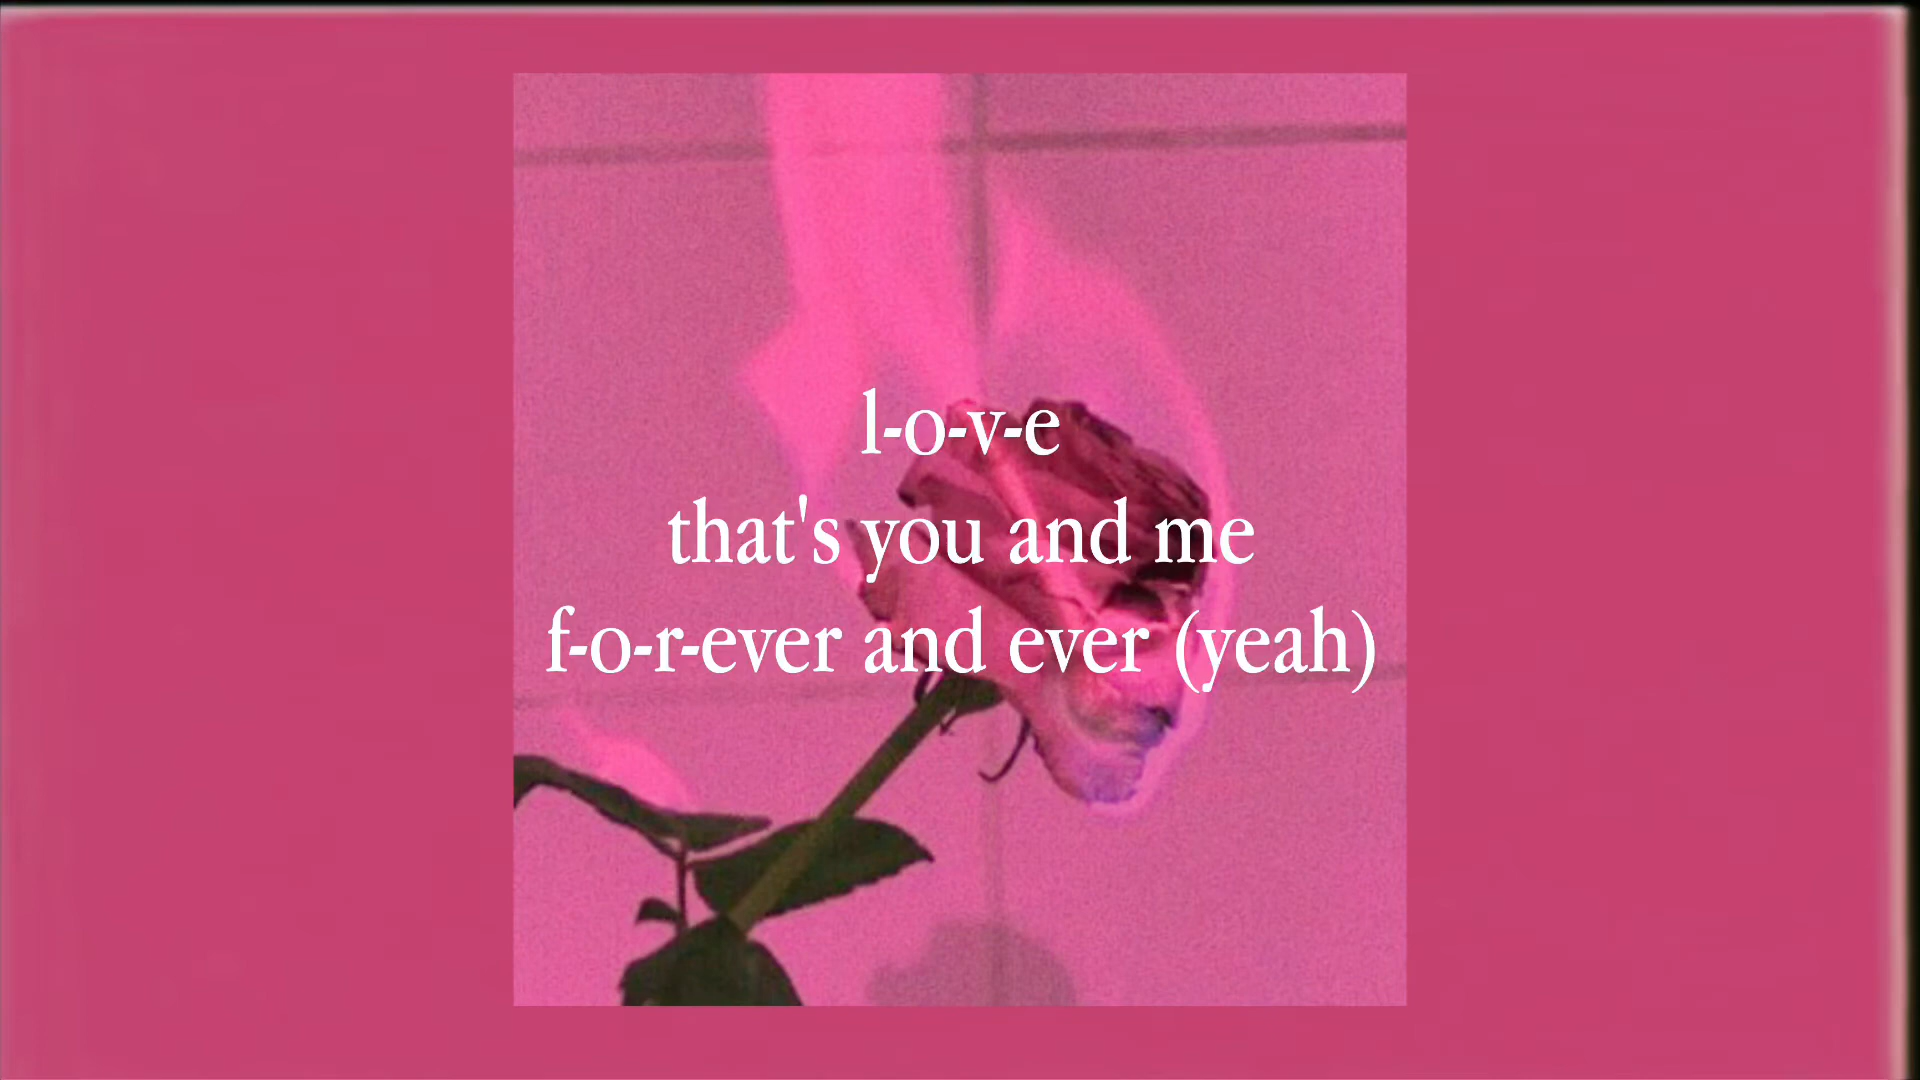 l-o-v-e
that's you and me
f-o-r-ever and ever (yeah)